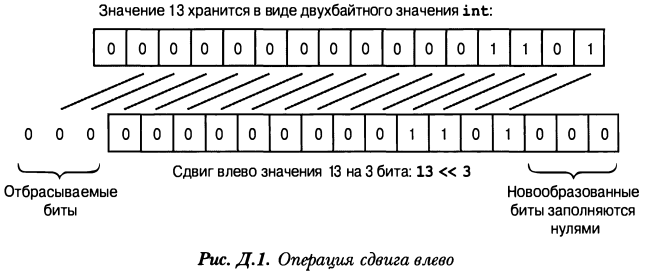 Значение 13 хранится в виде двухбайтного значения int:
0 0 0 0 0 0 0 0 0 0 0 0 1 1 0 1
0 0 0 0 0 0 0 0 0 0 0 0 1 1 0 1 0 0 0
Сдвиг влево значения 13 на 3 бита: 13 << 3
Отбрасываемые
биты
Новообразованные
биты заполняются
нулями
Рис. Д.1. Операция сдвига влево